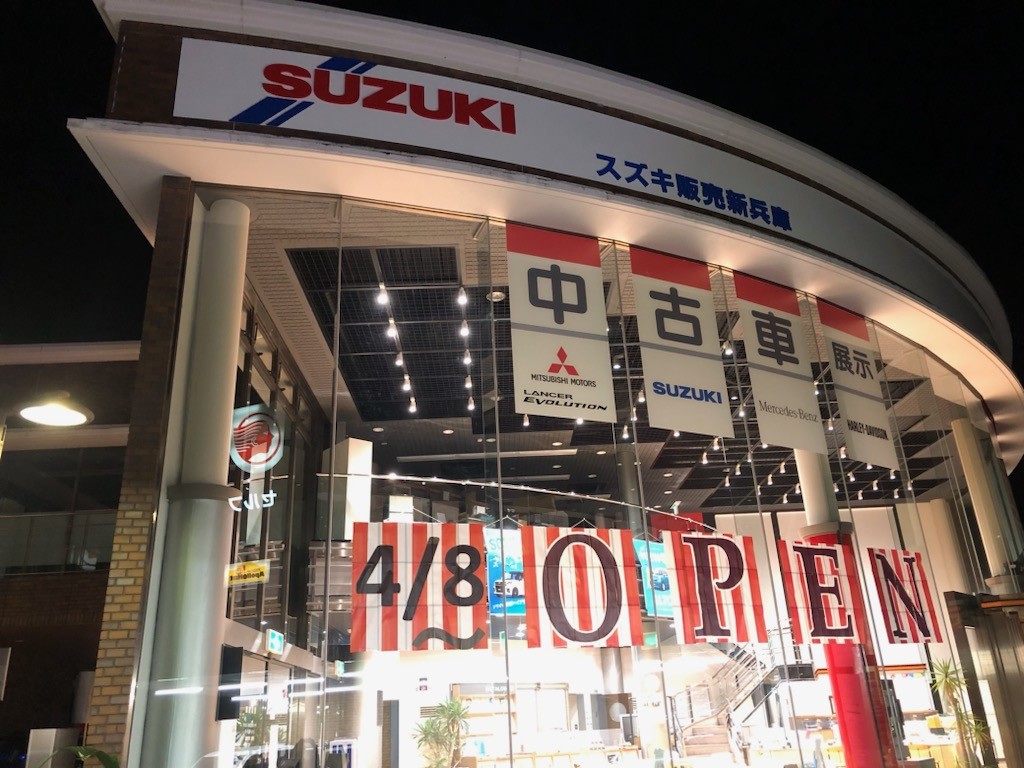 SUZUKI
スズキ販売新兵庫
中
MITSUBISHI MOTORS
LANCER
EVOLUTION
古
SUZUKI
車
Mercedes-Benz
展示
HARLEY-DAVIDSON
4/8～
OPEN